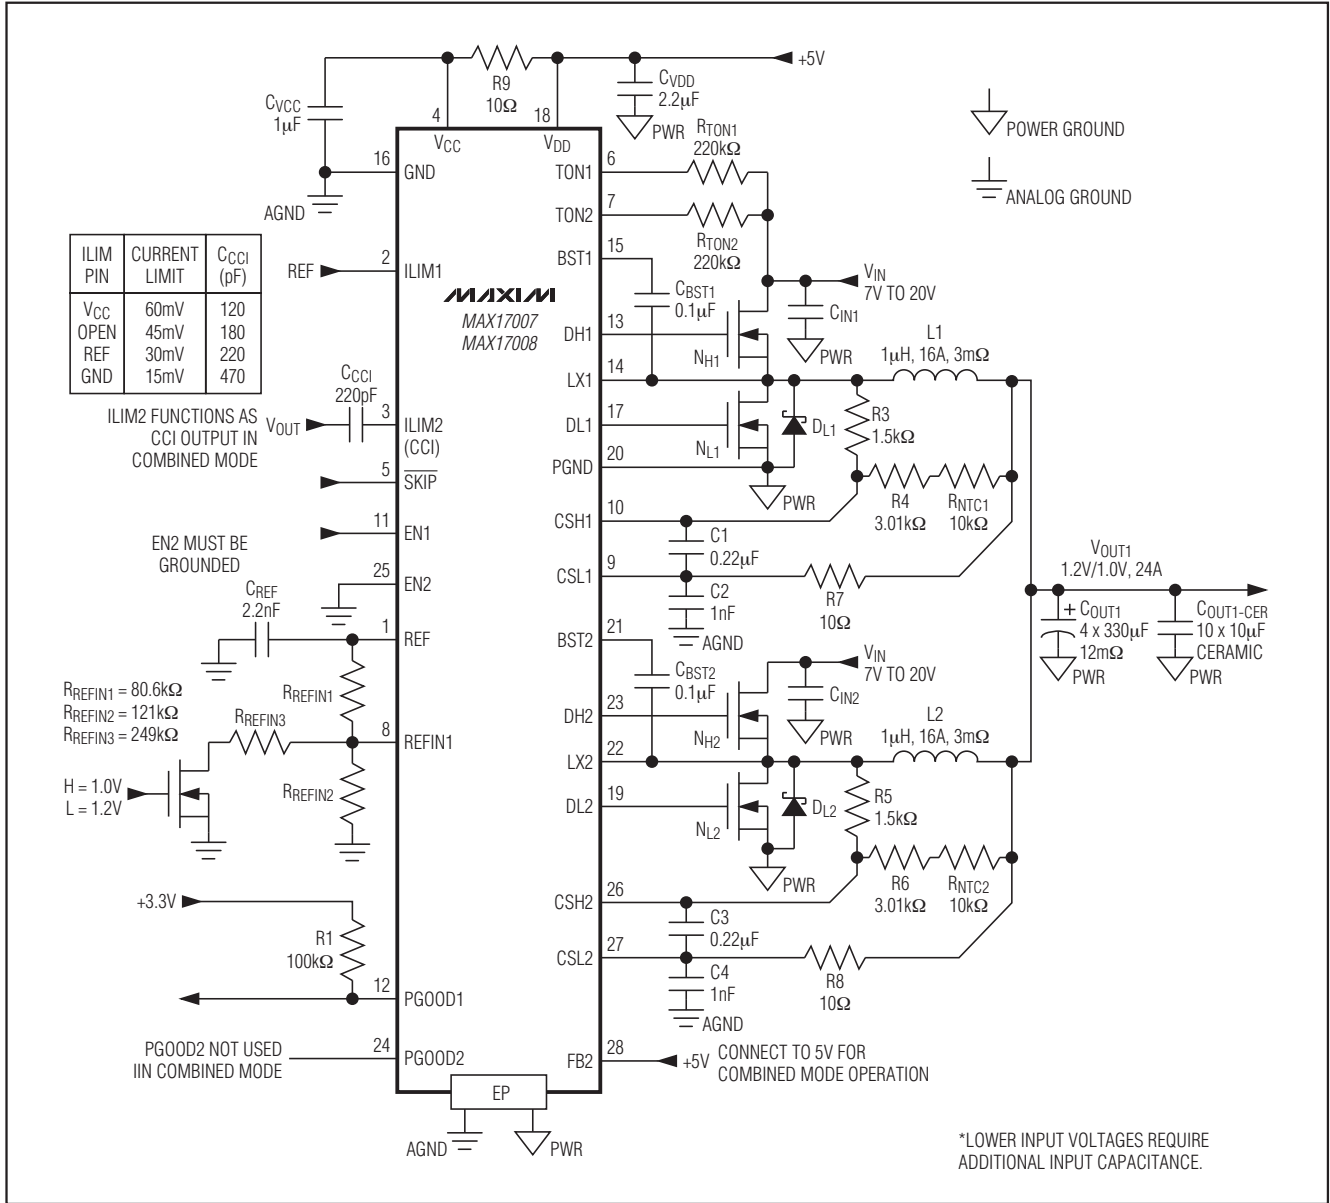 +5V
R9
10Ω
CVDD
2.2µF
PWR
CVCC
1µF
4
18
VCC
VDD
16
GND
AGND
RTON1
220kΩ
6
TON1
7
TON2
RTON2
220kΩ
POWER GROUND
ANALOG GROUND
ILIM PIN
CURRENT LIMIT
CCCI (pF)
VCC 60mV 120
OPEN 45mV 180
REF 30mV 220
GND 15mV 470
REF
2
ILIM1
MAXIM
MAX17007
MAX17008
15
BST1
CBST1
0.1µF
VIN
7V TO 20V
CIN1
PWR
13
DH1
NH1
L1
1µH, 16A, 3mΩ
14
LX1
CCCI
220pF
ILIM2 FUNCTIONS AS
CCI OUTPUT IN
COMBINED MODE
VOUT
3
ILIM2
(CCI)
17
DL1
NL1
DL1
R3
1.5kΩ
20
PGND
PWR
R4
3.01kΩ
RNTC1
10kΩ
5
SKIP
10
CSH1
11
EN1
C1
0.22µF
EN2 MUST BE
GROUNDED
25
EN2
9
CSL1
C2
1nF
AGND
R7
10Ω
VOUT1
1.2V/1.0V, 24A
+
COUT1
4 x 330µF
12mΩ
PWR
COUT1-CER
10 x 10µF
CERAMIC
PWR
CREF
2.2nF
1
REF
21
BST2
CBST2
0.1µF
VIN
7V TO 20V
CIN2
PWR
RREFIN1 = 80.6kΩ
RREFIN2 = 121kΩ
RREFIN3 = 249kΩ
RREFIN1
RREFIN3
8
REFIN1
RREFIN2
H = 1.0V
L = 1.2V
23
DH2
NH2
L2
1µH, 16A, 3mΩ
22
LX2
19
DL2
NL2
DL2
R5
1.5kΩ
PWR
R6
3.01kΩ
RNTC2
10kΩ
+3.3V
R1
100kΩ
26
CSH2
C3
0.22µF
27
CSL2
C4
1nF
AGND
R8
10Ω
12
PGOOD1
PGOOD2 NOT USED
IIN COMBINED MODE
24
PGOOD2
28
FB2
+5V
CONNECT TO 5V FOR
COMBINED MODE OPERATION
EP
AGND
PWR
*LOWER INPUT VOLTAGES REQUIRE
ADDITIONAL INPUT CAPACITANCE.